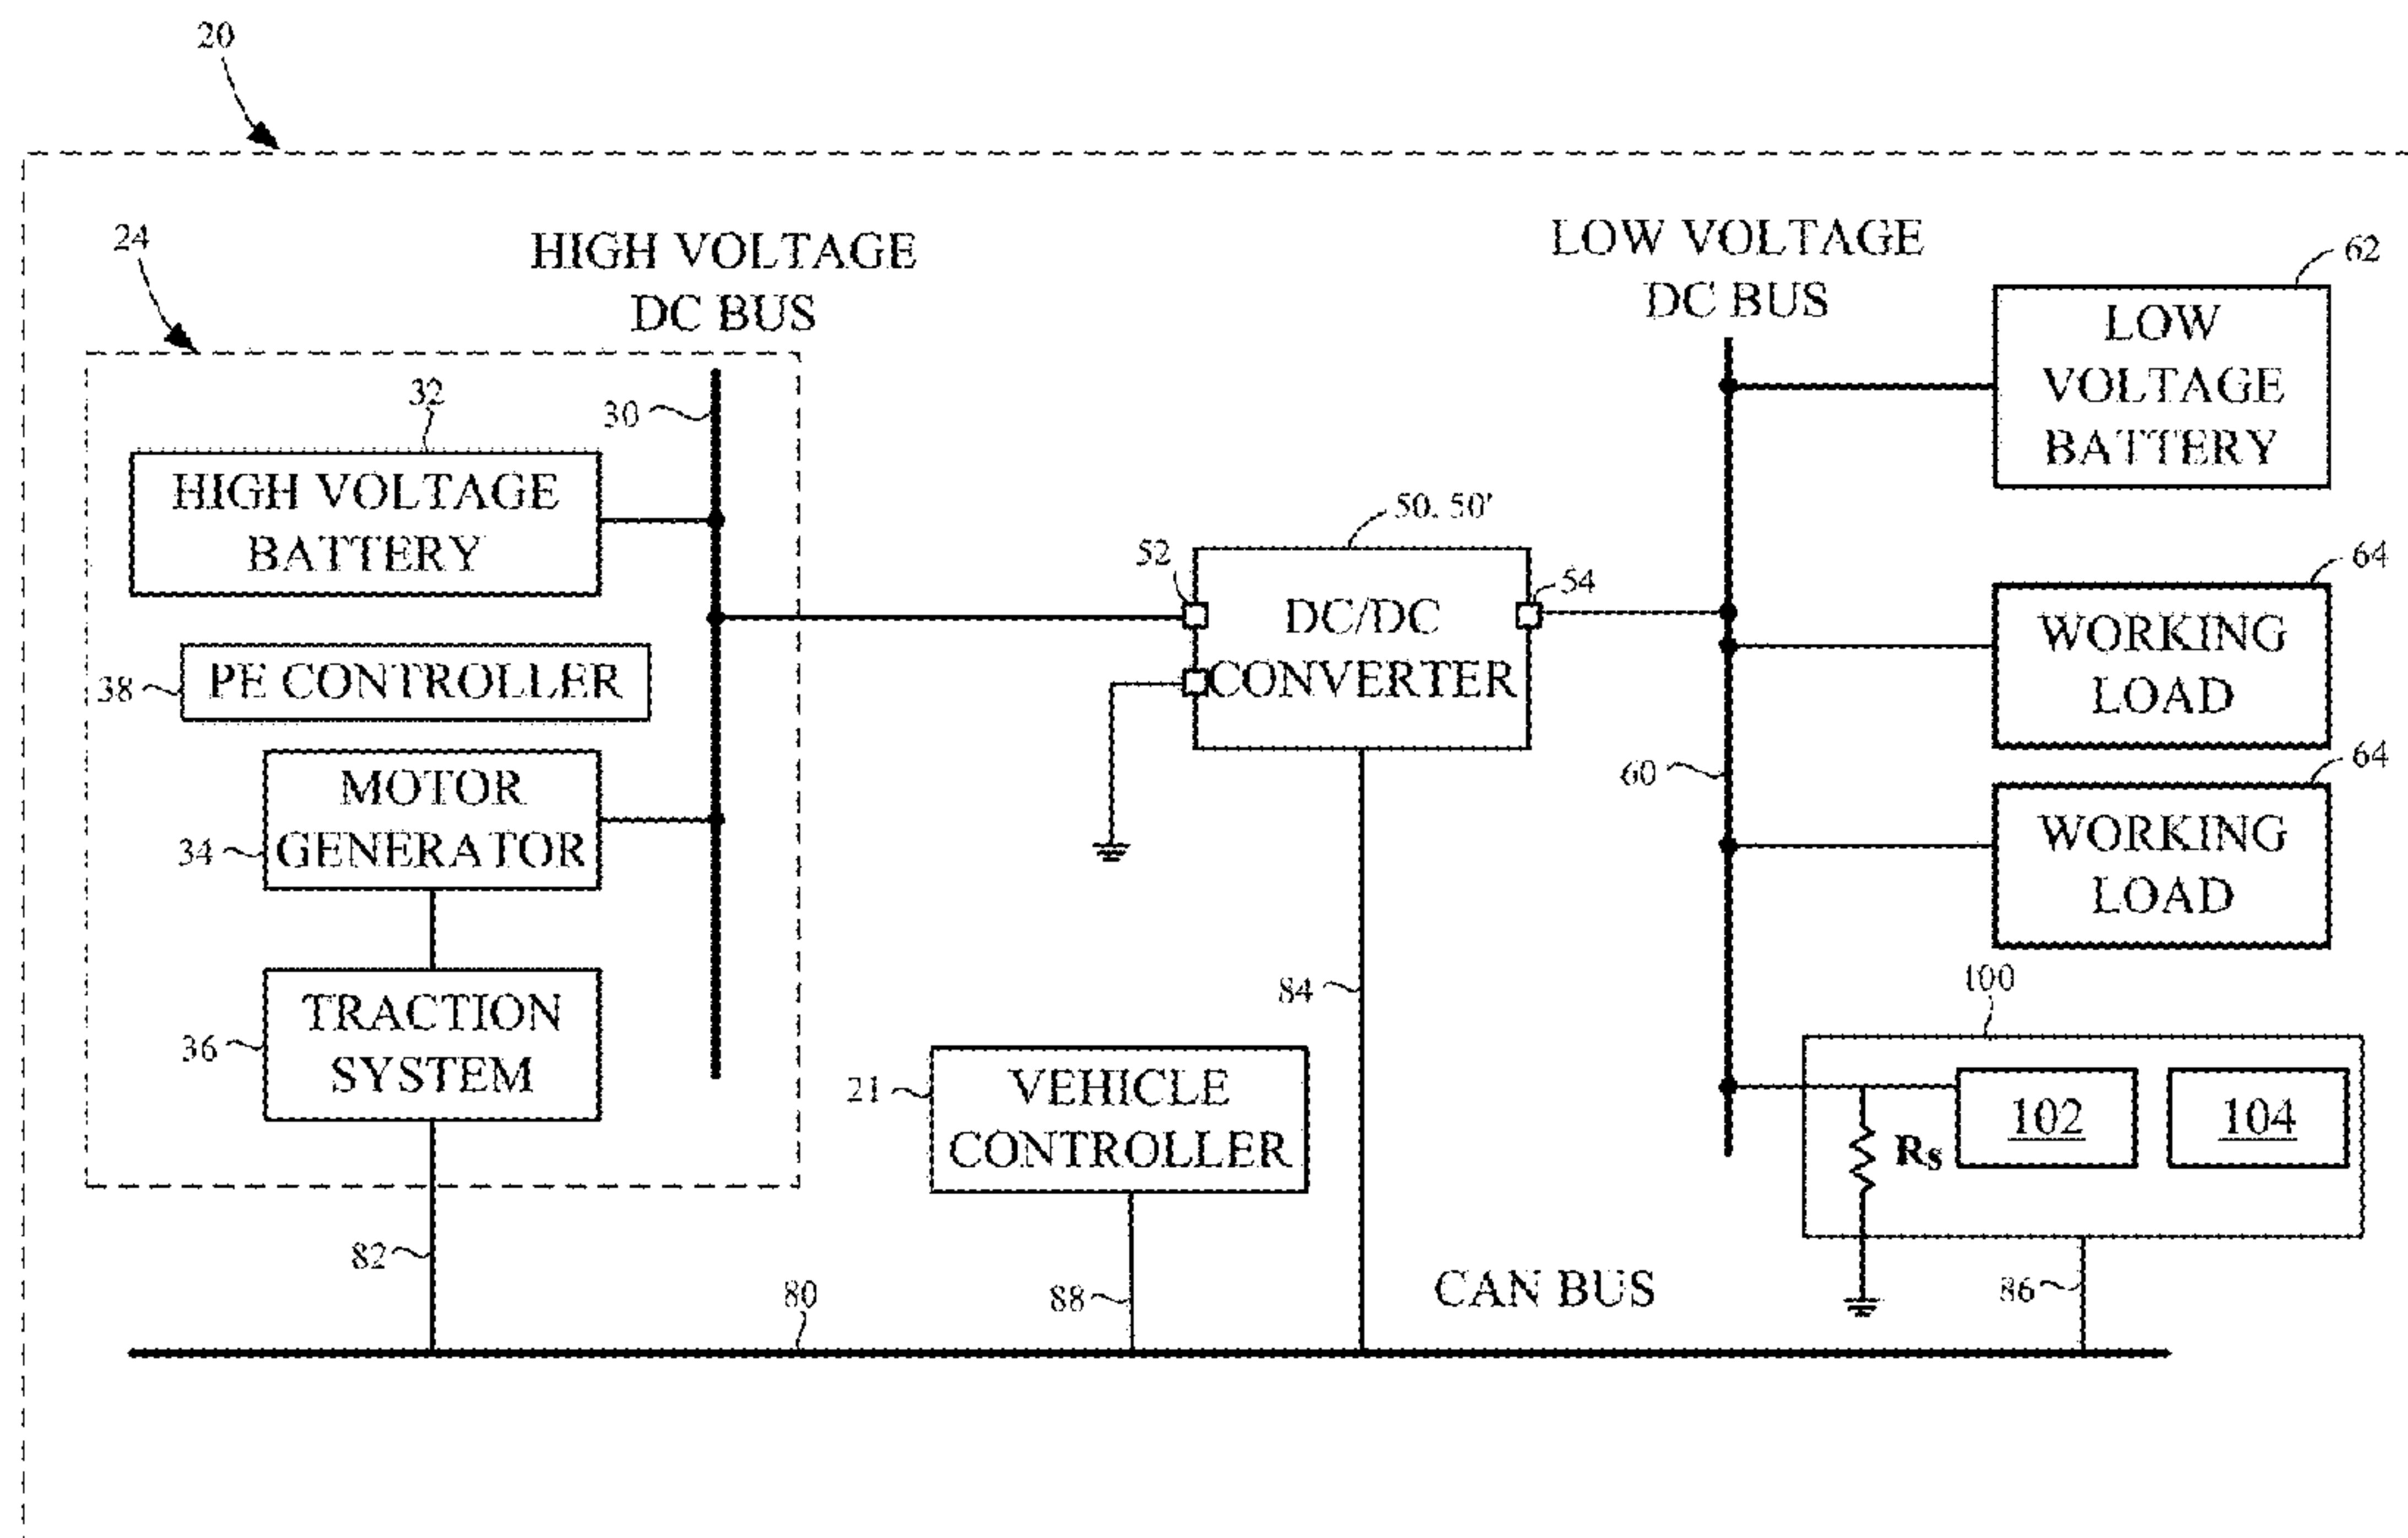 20
24
HIGH VOLTAGE
DC BUS
LOW VOLTAGE
DC BUS
62
LOW
VOLTAGE
BATTERY
32
30
HIGH VOLTAGE
BATTERY
50, 50'
52
54
DC/DC
CONVERTER
64
WORKING
LOAD
38
PE CONTROLLER
60
64
WORKING
LOAD
34
MOTOR
GENERATOR
36
TRACTION
SYSTEM
84
100
21
VEHICLE
CONTROLLER
102
104
Rs
82
80
88
CAN BUS
86